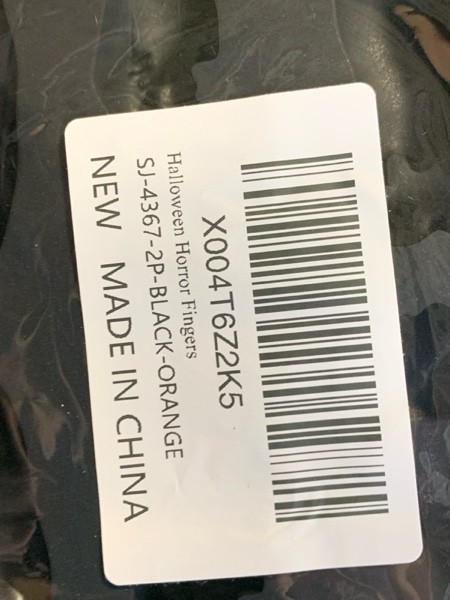 X004T6Z2K5
Halloween Horror Fingers
SJ-4367-2P-BLACK-ORANGE
NEW MADE IN CHINA